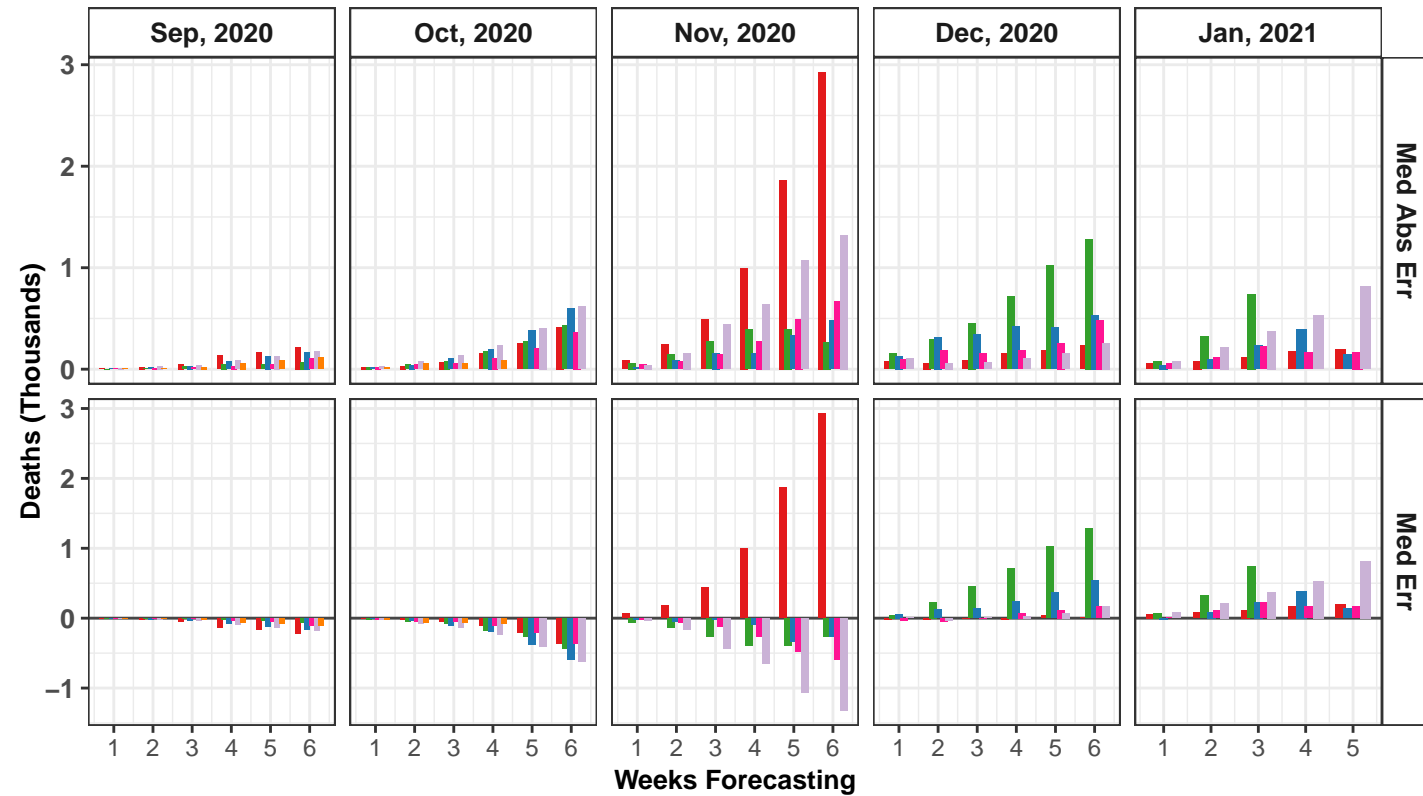 Sep, 2020 Oct, 2020 Nov, 2020 Dec, 2020 Jan, 2021
3
2
1
0
Med Abs Err
3
2
1
0
−1
Med Err
Deaths (Thousands)
1 2 3 4 5 6 1 2 3 4 5 6 1 2 3 4 5 6 1 2 3 4 5 6 1 2 3 4 5
Weeks Forecasting